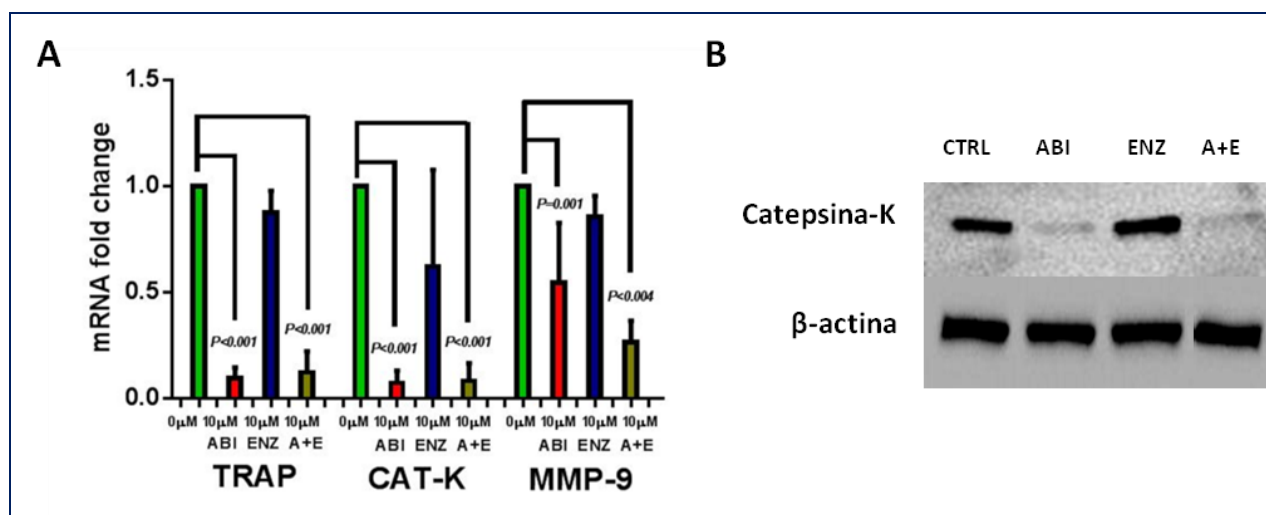 A
B
mRNA fold change
1.5
1.0
0.5
0.0
P<0.001
P<0.001
P<0.001
P<0.001
P=0.001
P<0.004
0µM 10µM 10µM 10µM 0µM 10µM 10µM 10µM 0µM 10µM 10µM 10µM
ABI ENZ A+E ABI ENZ A+E ABI ENZ A+E
TRAP CAT-K MMP-9
CTRL ABI ENZ A+E
Catepsina-K
β-actina